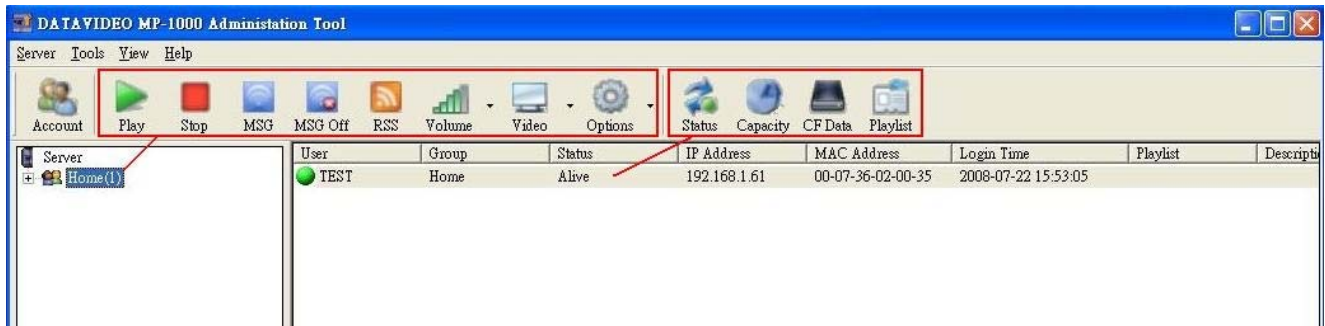 DATAVIDEO MP-1000 Administation Tool
Server Tools View Help
Account Play Stop MSG MSG Off RSS Volume Video Options Status Capacity CF Data Playlist
Server
Home(1)
User Group Status IP Address MAC Address Login Time Playlist Descripti
TEST Home Alive 192.168.1.61 00-07-36-02-00-35 2008-07-22 15:53:05